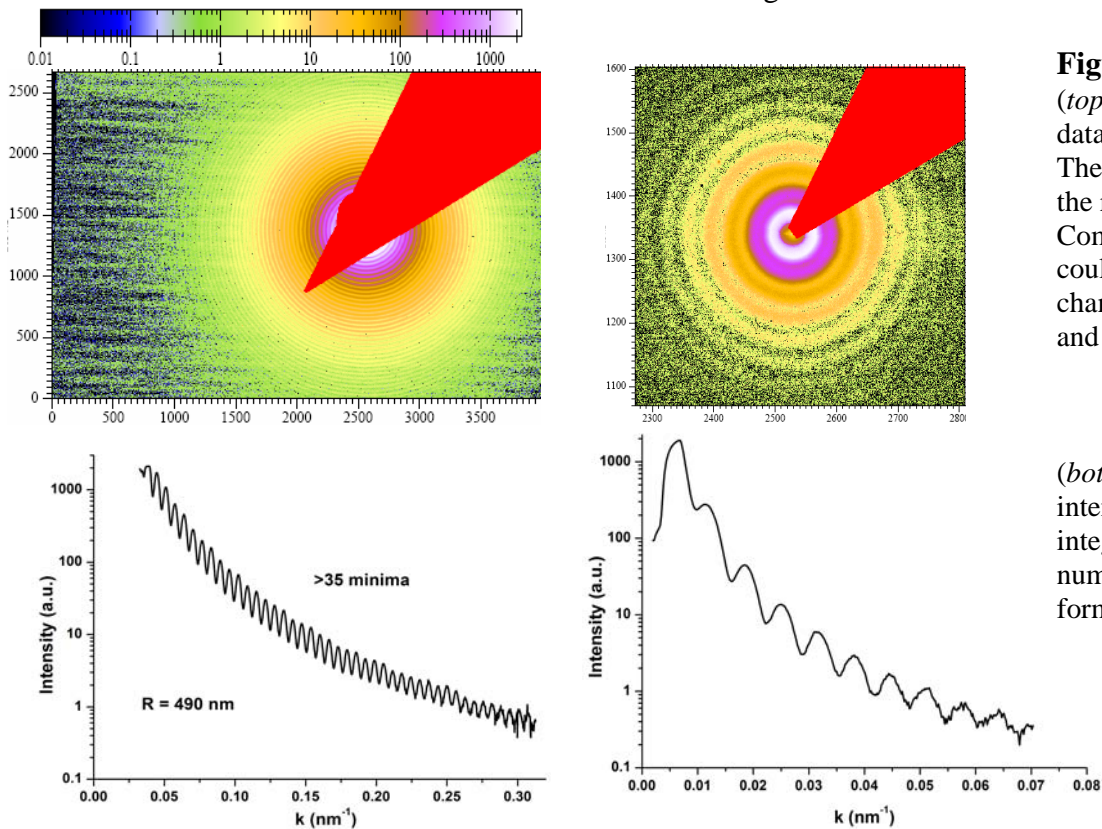 0.01 0.1 1 10 100 1000
Fig
(top
data
The
the r
Con
coul
char
and
2500
2000
1500
1000
500
0
0 500 1000 1500 2000 2500 3000 3500
1600
1500
1400
1300
1200
1100
2300 2400 2500 2600 2700 280
(bot
inter
integ
num
form
1000
100
10
1
0.1
Intensity (a.u.)
>35 minima
R = 490 nm
0.00 0.05 0.10 0.15 0.20 0.25 0.30
k (nm⁻¹)
1000
100
10
1
0.1
Intensity (a.u.)
0.00 0.01 0.02 0.03 0.04 0.05 0.06 0.07 0.08
k (nm⁻¹)